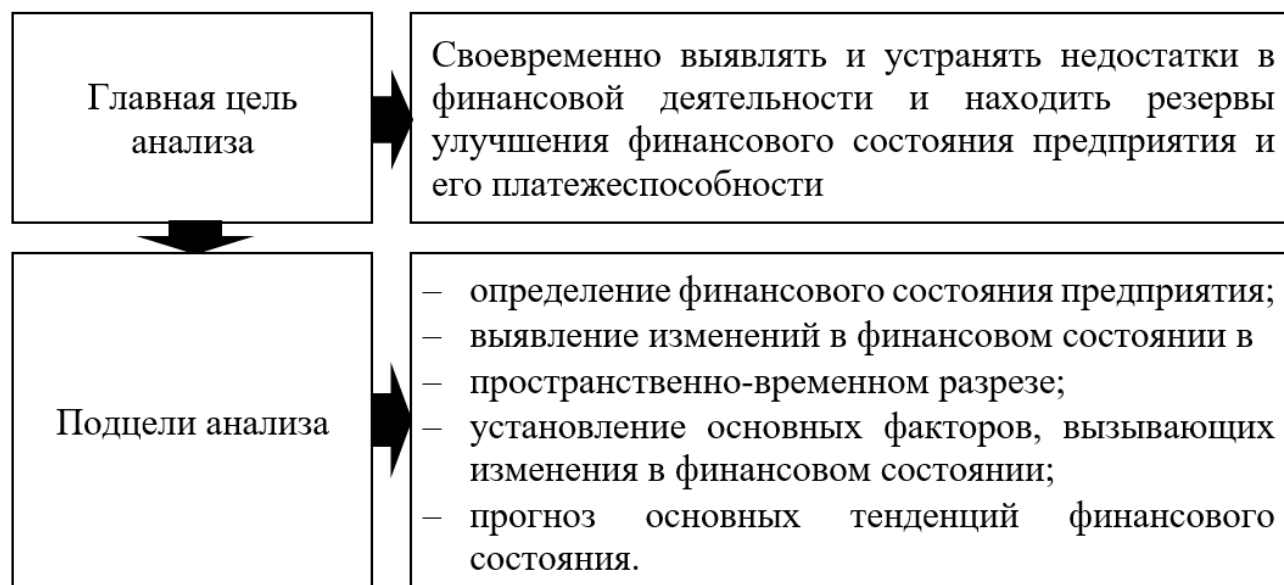 Главная цель
анализа
Своевременно выявлять и устранять недостатки в
финансовой деятельности и находить резервы
улучшения финансового состояния предприятия и
его платежеспособности
Подцели анализа
– определение финансового состояния предприятия;
– выявление изменений в финансовом состоянии в
– пространственно-временном разрезе;
– установление основных факторов, вызывающих
изменения в финансовом состоянии;
– прогноз основных тенденций финансового
состояния.